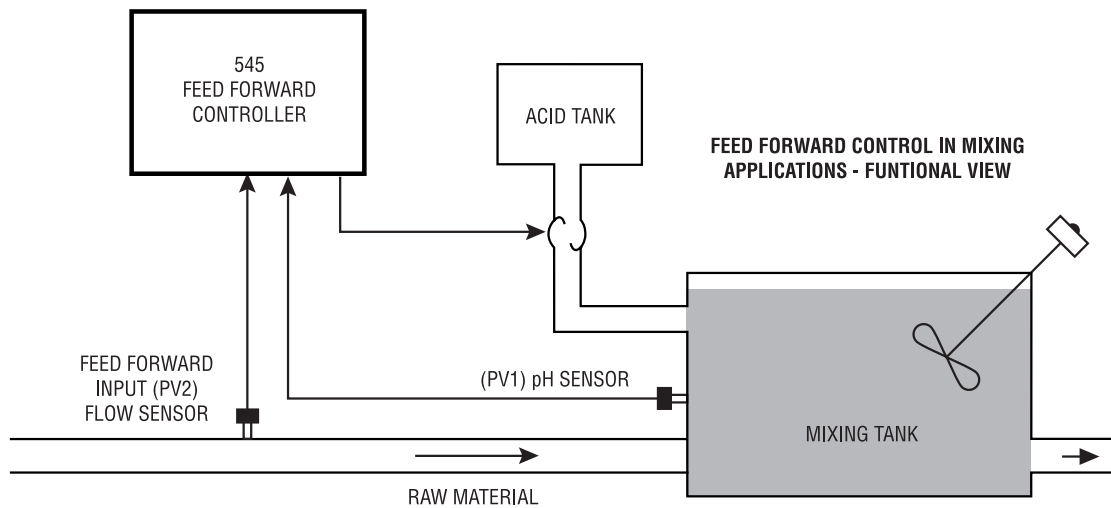 545
FEED FORWARD
CONTROLLER
ACID TANK
FEED FORWARD CONTROL IN MIXING
APPLICATIONS - FUNTIONAL VIEW
FEED FORWARD
INPUT (PV2)
FLOW SENSOR
(PV1) pH SENSOR
MIXING TANK
RAW MATERIAL